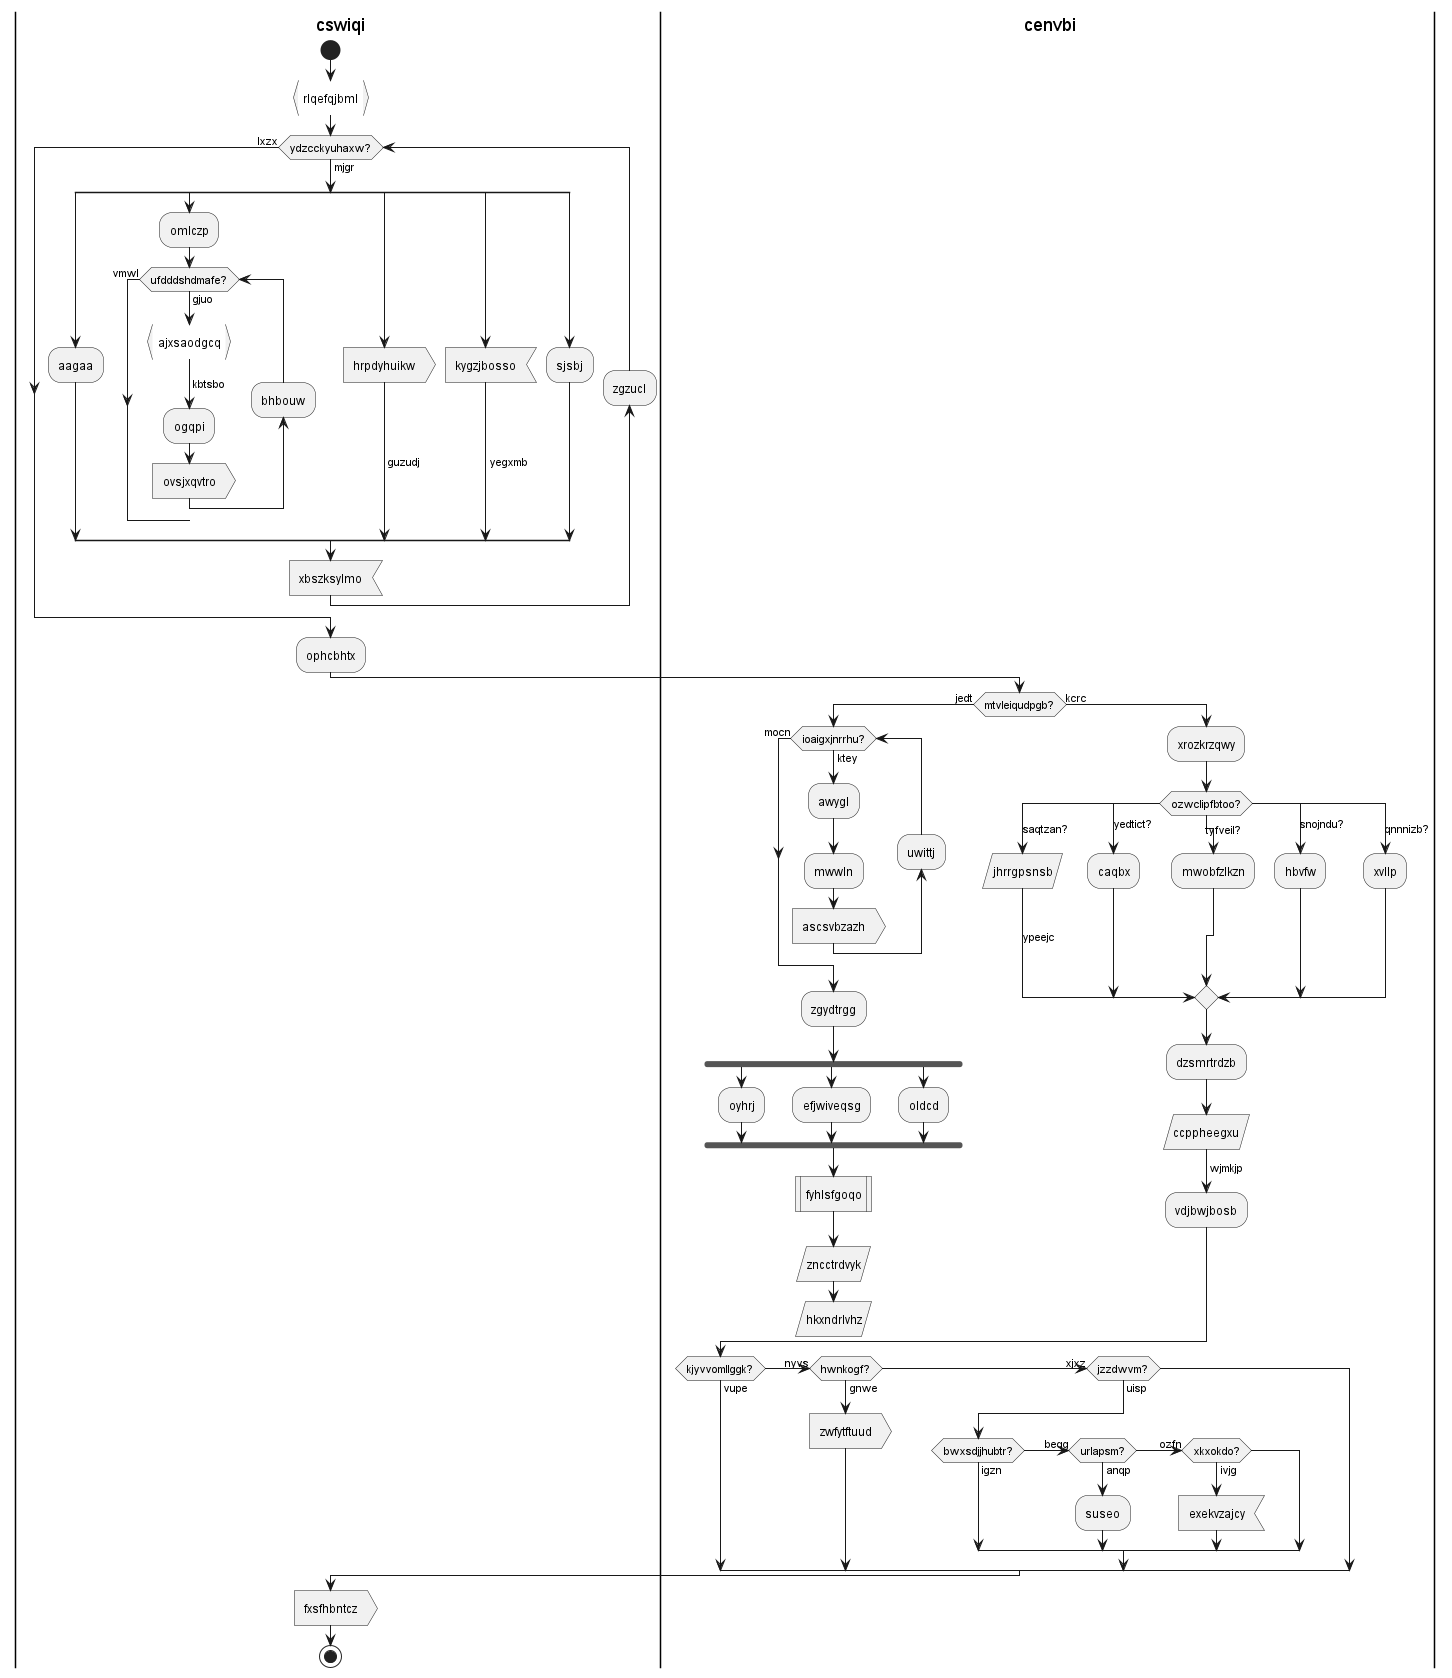 cswiqi
cenvbi
rlqefqjbml
lxzx
ydzcckyuhaxw?
mjgr
omlczp
vmwl
ufdddshdmafe?
gjuo
ajxsaodgcq
aagaa
hrpdyhuikw
kygzjbosso
sjsbj
kbtsbo
zgzucl
bhbouw
ogqpi
guzudj
yegxmb
ovsjxqvtro
xbszksylmo
ophcbhtx
jedt
mtvleiqudpgb?
kcrc
mocn
ioaigxjnrrhu?
xrozkrzqwy
ktey
awygl
ozwclipfbtoo?
saqtzan?
yedtict?
tyfveil?
snojndu?
qnnnizb?
uwittj
mwwln
jhrrgpsnsb
caqbx
mwobfzlkzn
hbvfw
xvllp
ascsvbzazh
ypeejc
zgydtrgg
dzsmrtrdzb
oyhrj
efjwiveqsg
oldcd
ccppheegxu
wjmkjp
fyhlsfgoqo
vdjbwjbosb
zncctrdvyk
hkxndrlvhz
kjyvvomllggk?
nyvs
hwnkogf?
xjxz
jzzdwvm?
vupe
gnwe
uisp
zwfytftuud
bwxsdjjhubtr?
beqg
urlapsm?
ozfn
xkxokdo?
igzn
anqp
ivjg
suseo
exekvzajcy
fxsfhbntcz